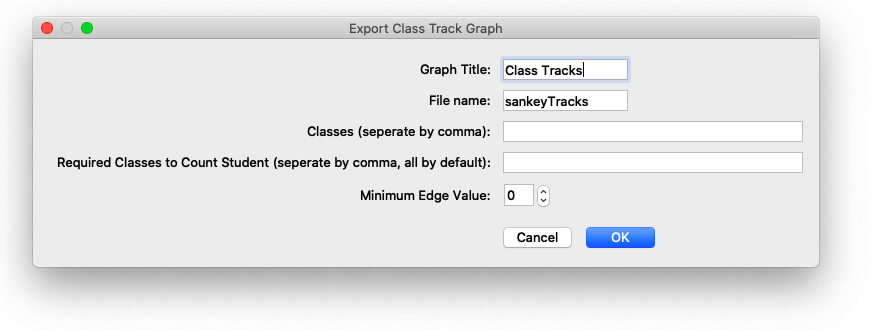 Export Class Track Graph
Graph Title: Class Tracks
File name: sankeyTracks
Classes (seperate by comma):
Required Classes to Count Student (seperate by comma, all by default):
Minimum Edge Value: 0
Cancel OK